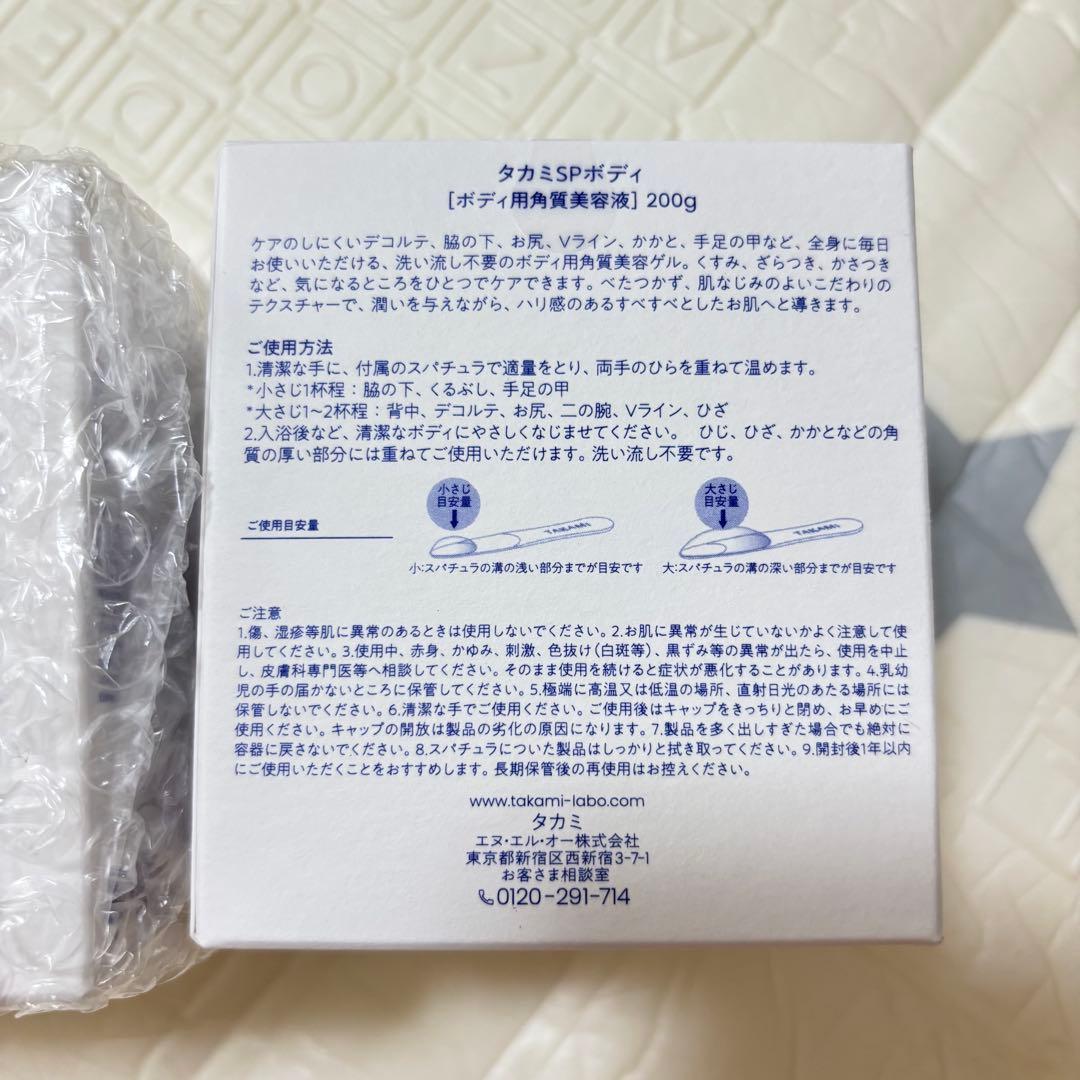 タカミSPボディ
[ボディ用角質美容液] 200g
ケアのしにくいデコルテ、脇の下、お尻、Vライン、かかと、手足の甲など、全身に毎日
お使いいただける、洗い流し不要のボディ用角質美容ゲル。くすみ、ざらつき、かさつき
など、気になるところをひとつでケアできます。べたつかず、肌なじみのよいこだわりの
テクスチャーで、潤いを与えながら、ハリ感のあるすべすべとしたお肌へと導きます。
ご使用方法
1.清潔な手に、付属のスパチュラで適量をとり、両手のひらを重ねて温めます。
*小さじ1杯程：脇の下、くるぶし、手足の甲
*大さじ1~2杯程：背中、デコルテ、お尻、二の腕、Vライン、ひざ
2.入浴後など、清潔なボディにやさしくなじませてください。 ひじ、ひざ、かかとなどの角
質の厚い部分には重ねてご使用いただけます。洗い流し不要です。
ご使用目安量
小さじ
目安量
TAKAMI
小:スパチュラの溝の浅い部分までが目安です
大さじ
目安量
TAKAMI
大:スパチュラの溝の深い部分までが目安です
ご注意
1.傷、湿疹等肌に異常のあるときは使用しないでください。2.お肌に異常が生じていないかよく注意して使
用してください。3.使用中、赤身、かゆみ、刺激、色抜け(白斑等)、黒ずみ等の異常が出たら、使用を中止
し、皮膚科専門医等へ相談してください。そのまま使用を続けると症状が悪化することがあります。4.乳幼
児の手の届かないところに保管してください。5.極端に高温又は低温の場所、直射日光のあたる場所には
保管しないでください。6.清潔な手でご使用ください。ご使用後はキャップをきっちりと閉め、お早めにご
使用ください。キャップの開放は製品の劣化の原因になります。7.製品を多く出しすぎた場合でも絶対に
容器に戻さないでください。8.スパチュラについた製品はしっかりと拭き取ってください。9.開封後1年以内
にご使用いただくことをおすすめします。長期保管後の再使用はお控えください。
www.takami-labo.com
タカミ
エヌ・エル・オー株式会社
東京都新宿区西新宿3-7-1
お客さま相談室
0120-291-714